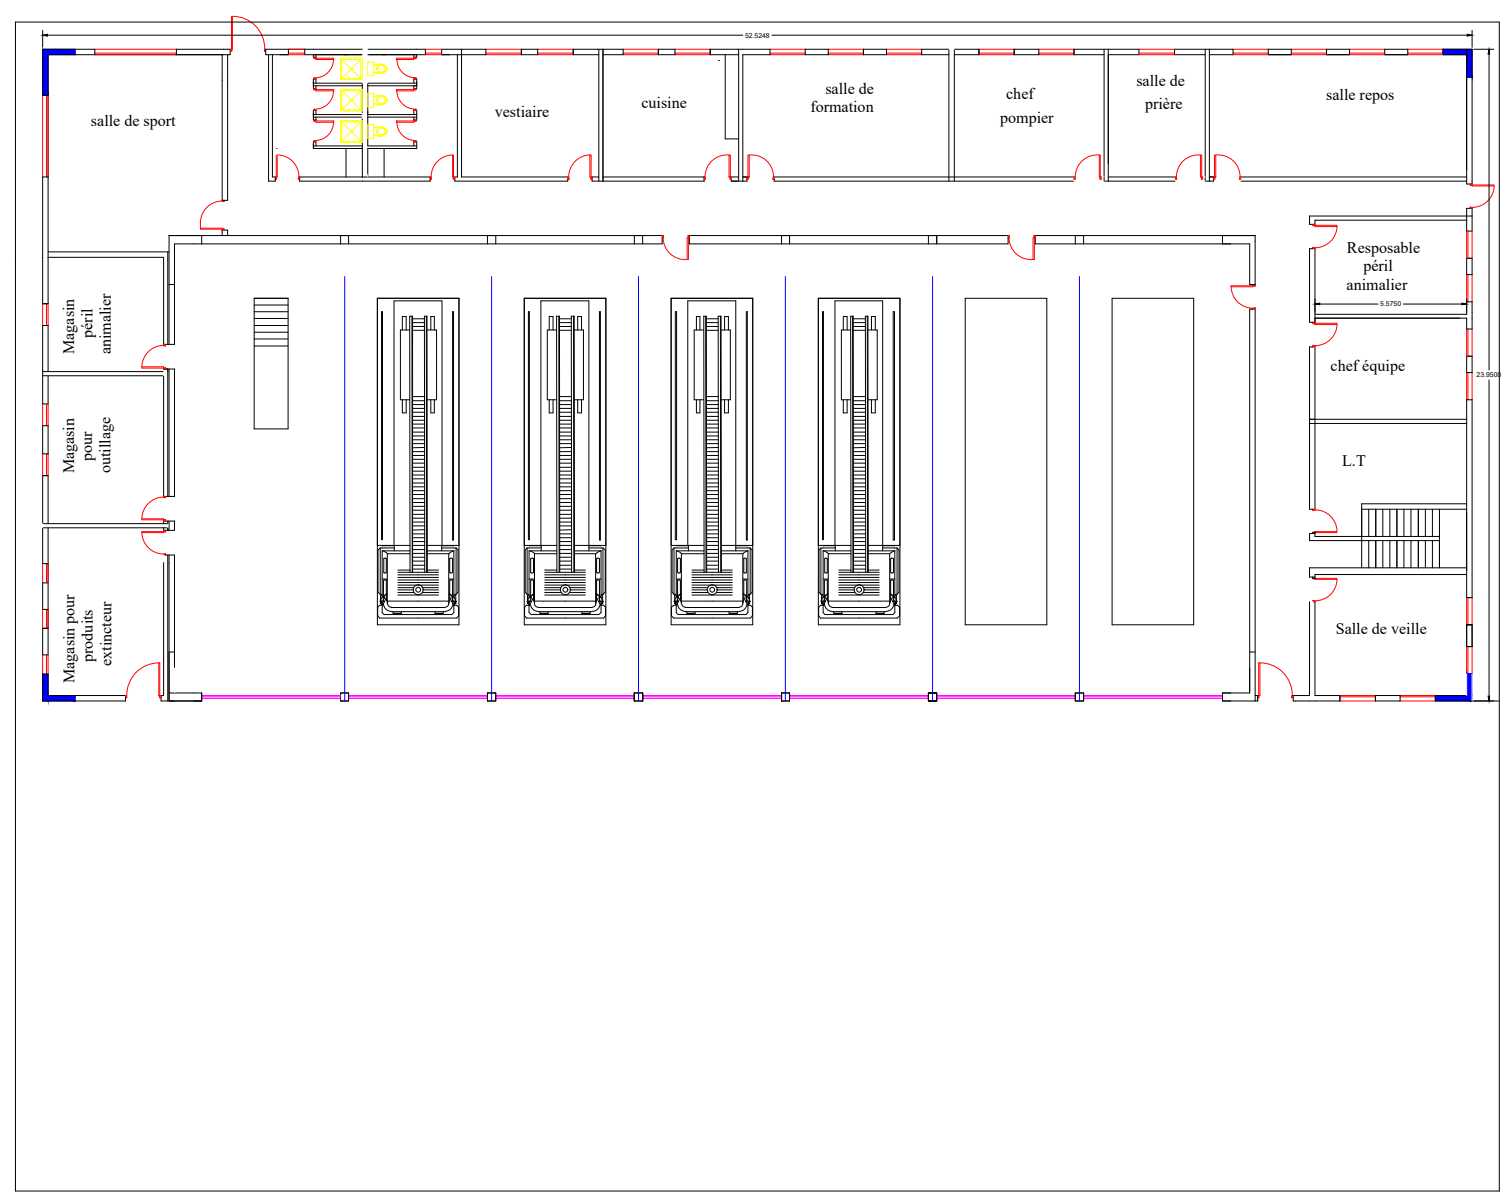 52.5248
salle de sport
vestiaire
cuisine
salle de
formation
chef
pompier
salle de
prière
salle repos
Resposable
péril
animalier
5.5750
23.9500
chef équipe
L.T
Salle de veille
Magasin
péril
animalier
Magasin
pour
outillage
Magasin pour
produits
extincteur